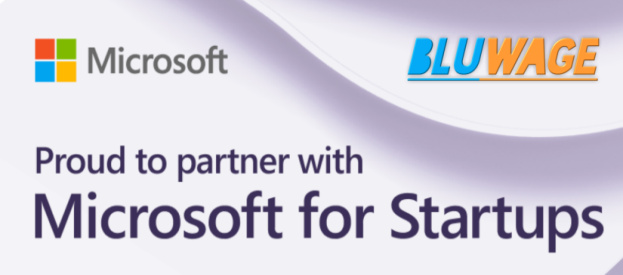 Microsoft
BLUWAGE
Proud to partner with
Microsoft for Startups